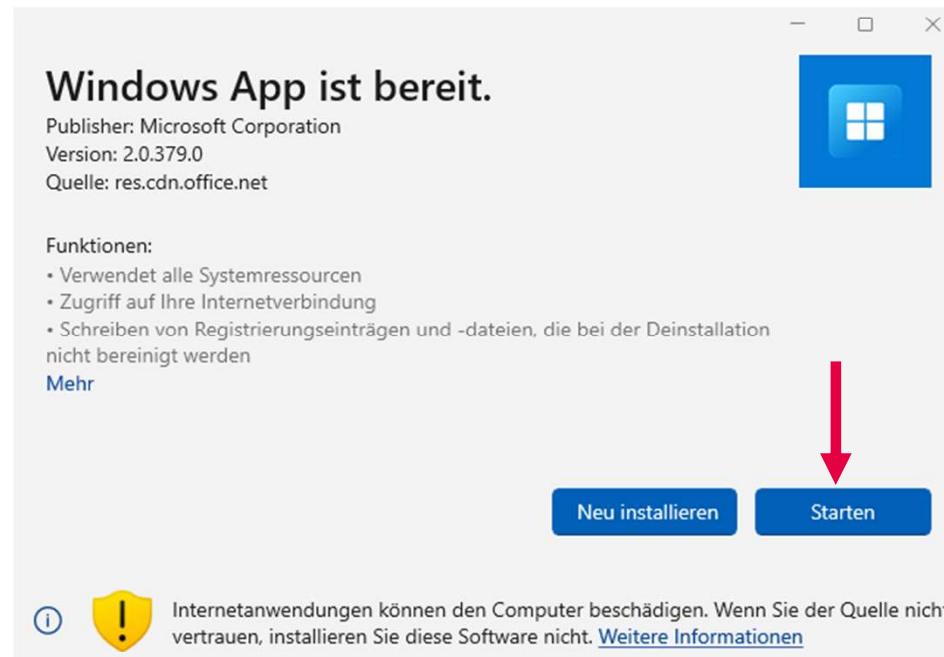 Windows App ist bereit.
Publisher: Microsoft Corporation
Version: 2.0.379.0
Quelle: res.cdn.office.net
Funktionen:
• Verwendet alle Systemressourcen
• Zugriff auf Ihre Internetverbindung
• Schreiben von Registrierungseinträgen und -dateien, die bei der Deinstallation
nicht bereinigt werden
Mehr
Neu installieren
Starten
Internetanwendungen können den Computer beschädigen. Wenn Sie der Quelle nicht
vertrauen, installieren Sie diese Software nicht. Weitere Informationen